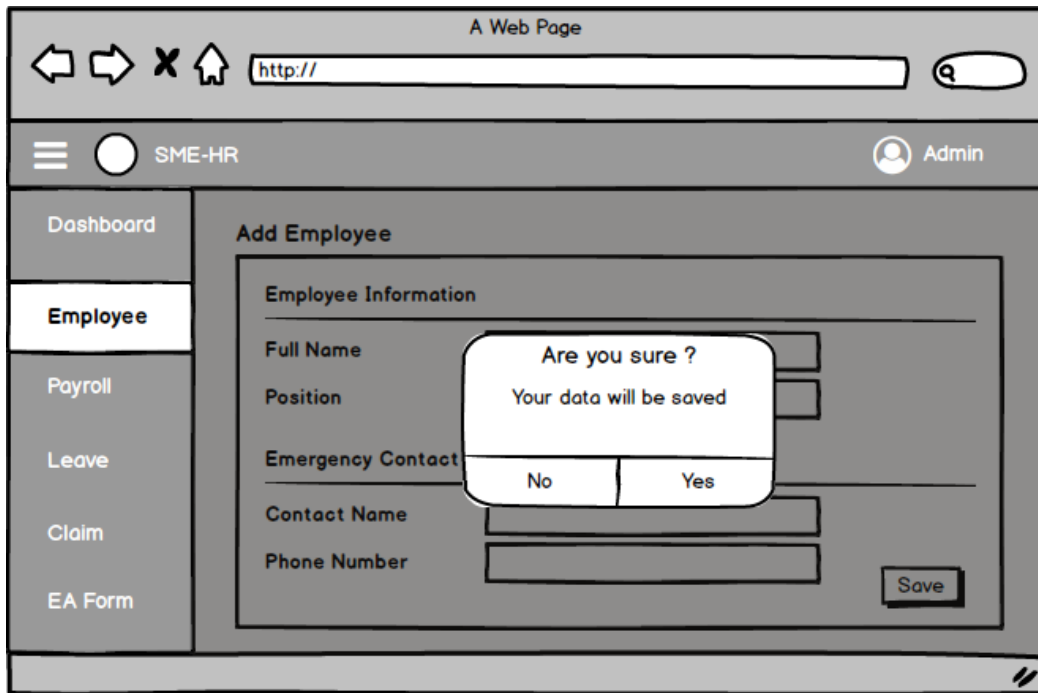 A Web Page
http://
SME-HR
Admin
Dashboard
Employee
Payroll
Leave
Claim
EA Form
Add Employee
Employee Information
Full Name
Position
Emergency Contact
Contact Name
Phone Number
Save
Are you sure ?
Your data will be saved
No
Yes